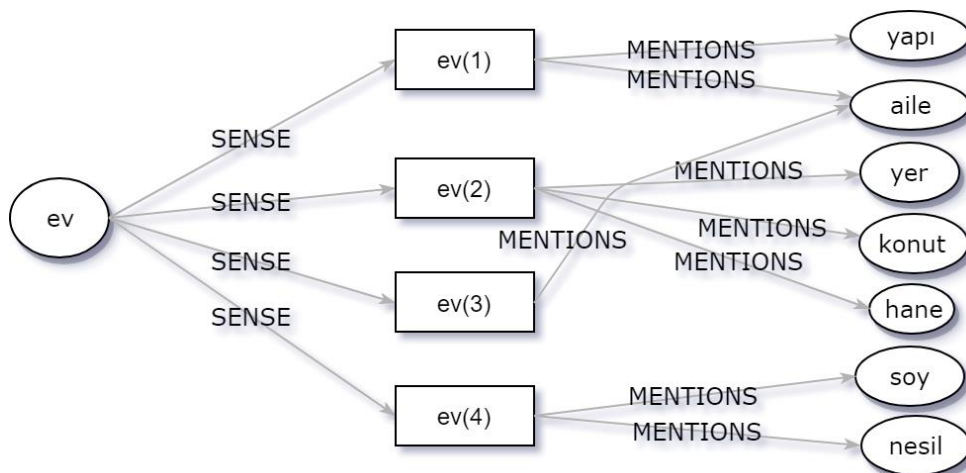 ev
SENSE
SENSE
SENSE
SENSE
ev(1)
ev(2)
ev(3)
ev(4)
MENTIONS
MENTIONS
MENTIONS
MENTIONS
MENTIONS
MENTIONS
MENTIONS
MENTIONS
yapı
aile
yer
konut
hane
soy
nesil